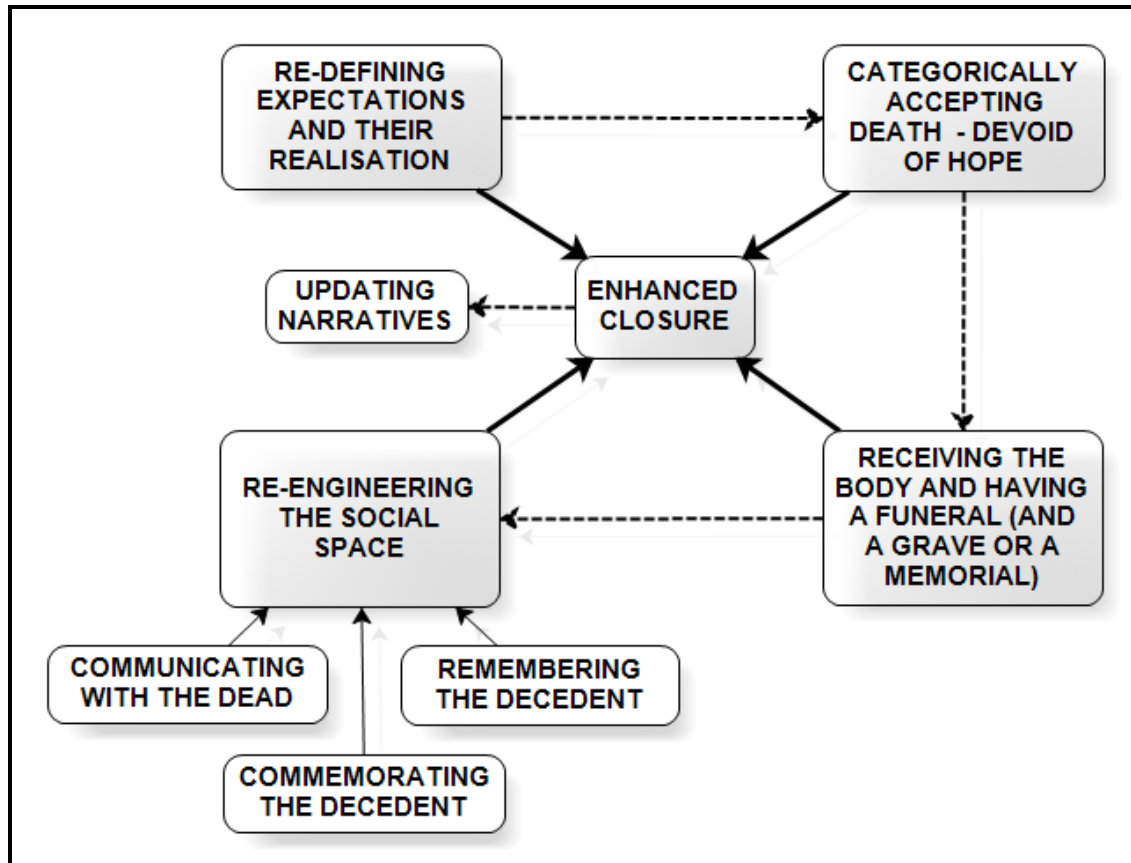 RE-DEFINING
EXPECTATIONS
AND THEIR
REALISATION
CATEGORICALLY
ACCEPTING
DEATH - DEVOID
OF HOPE
UPDATING
NARRATIVES
ENHANCED
CLOSURE
RE-ENGINEERING
THE SOCIAL
SPACE
RECEIVING THE
BODY AND HAVING
A FUNERAL (AND
A GRAVE OR A
MEMORIAL)
COMMUNICATING
WITH THE DEAD
REMEMBERING
THE DECEDENT
COMMEMORATING
THE DECEDENT